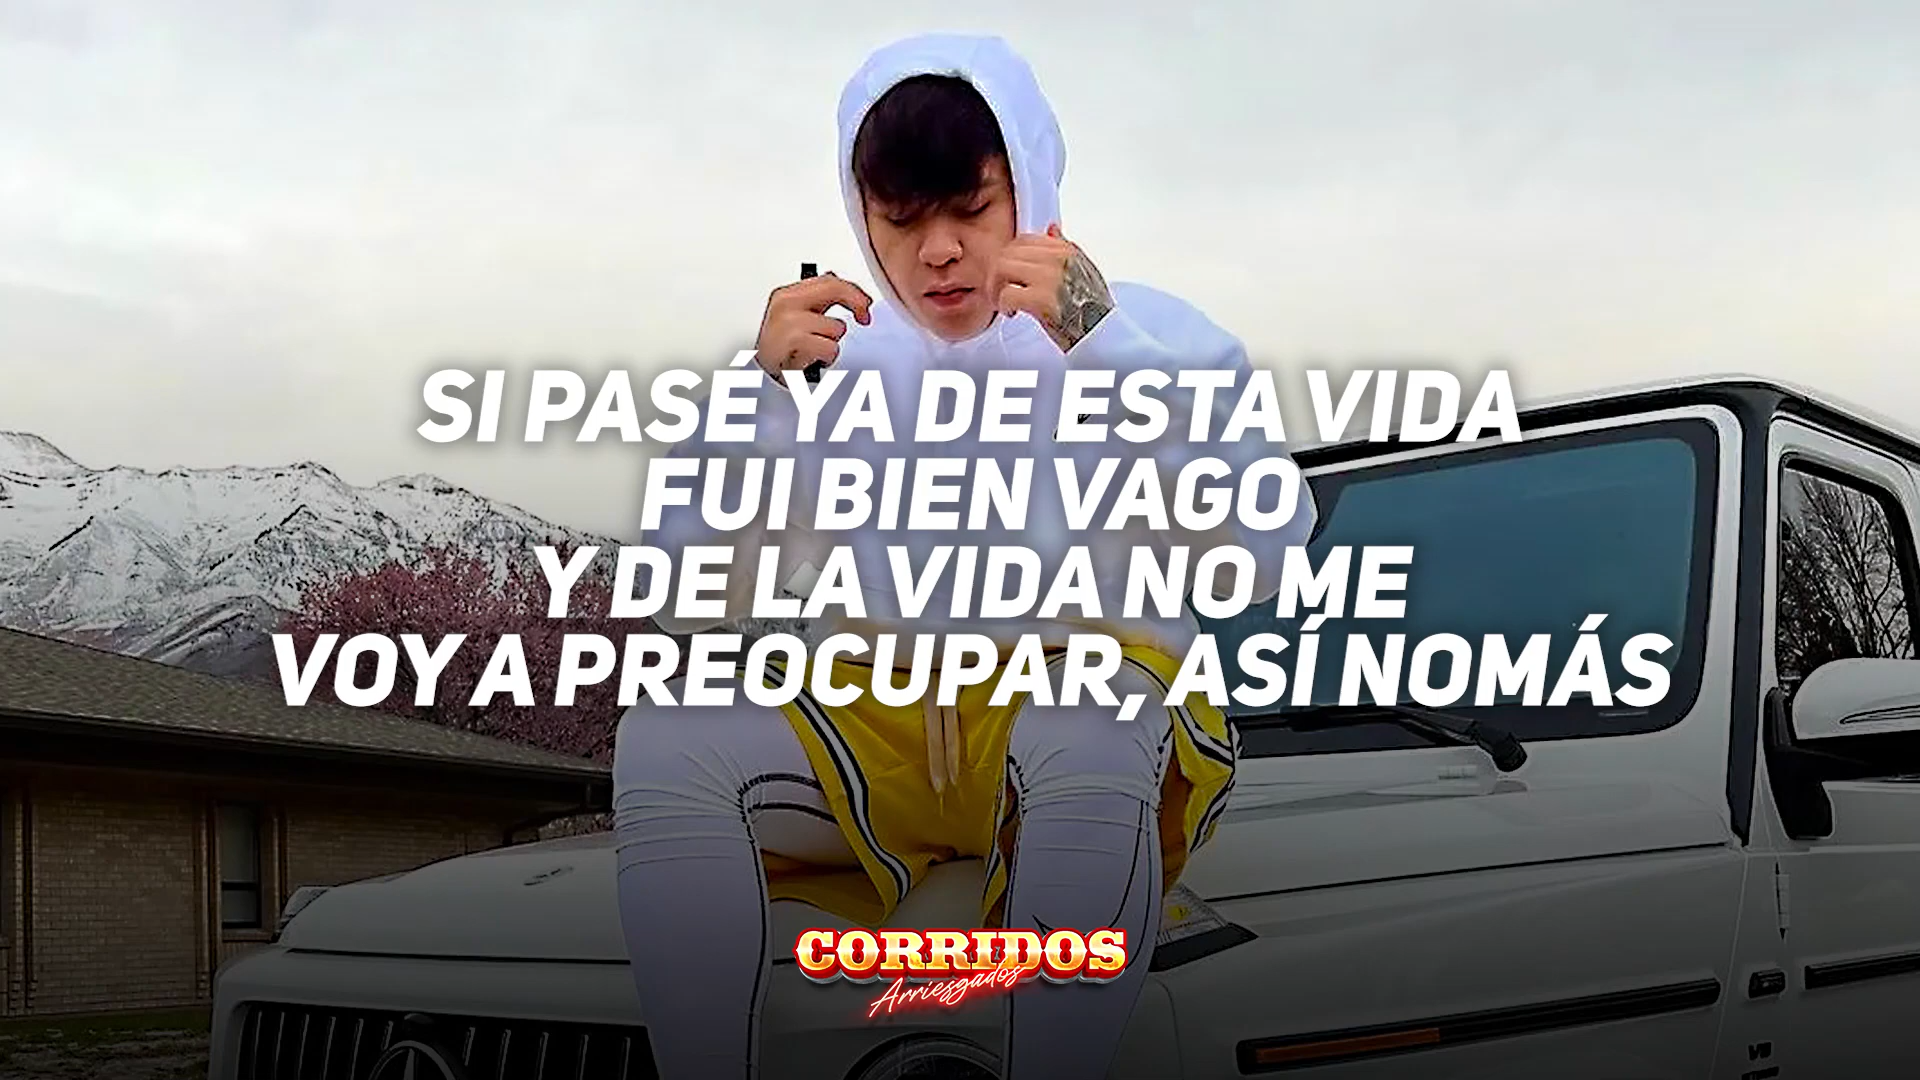 SI PASÉ YA DE ESTA VIDA
FUI BIEN VAGO
Y DE LA VIDA NO ME
VOY A PREOCUPAR, ASÍ NOMÁS
CORRIDOS
Arriesgados
V8